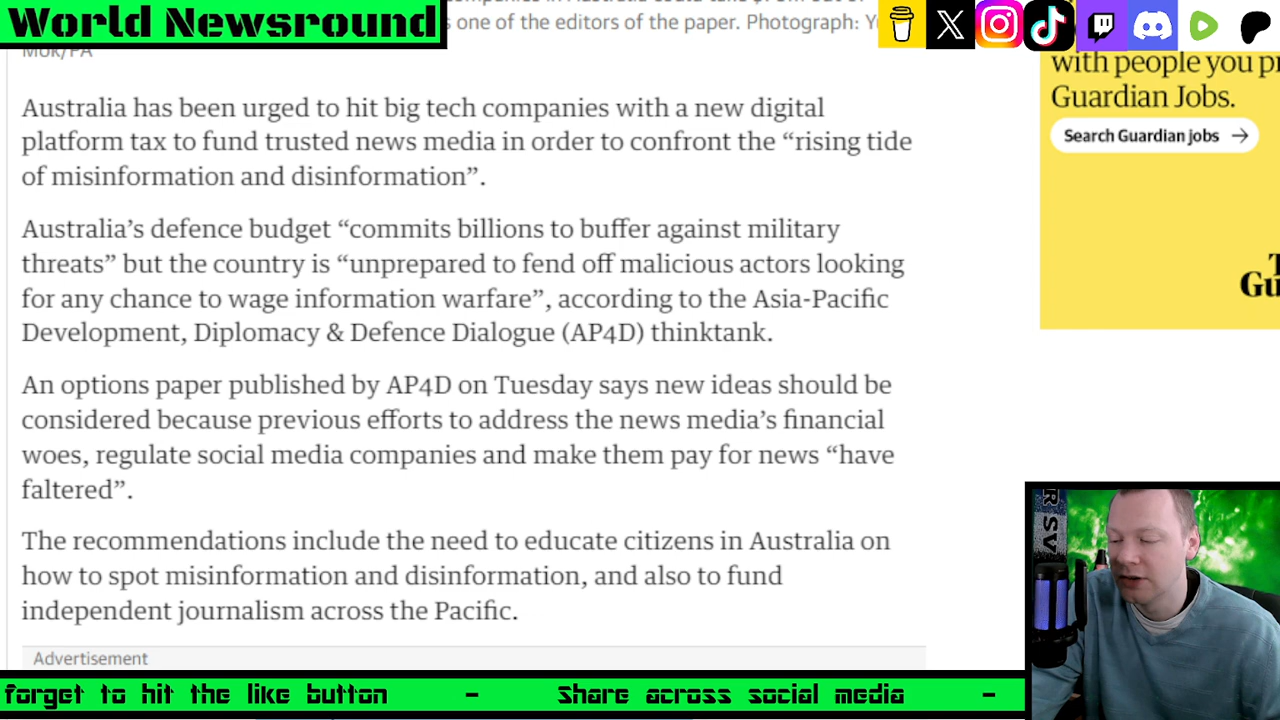 World Newsround
s one of the editors of the paper. Photograph:
Mok/PA
with people you
Guardian Jobs.
Search Guardian jobs →
Australia has been urged to hit big tech companies with a new digital
platform tax to fund trusted news media in order to confront the “rising tide
of misinformation and disinformation”.
Australia’s defence budget “commits billions to buffer against military
threats” but the country is “unprepared to fend off malicious actors looking
for any chance to wage information warfare”, according to the Asia-Pacific
Development, Diplomacy & Defence Dialogue (AP4D) thinktank.
An options paper published by AP4D on Tuesday says new ideas should be
considered because previous efforts to address the news media’s financial
woes, regulate social media companies and make them pay for news “have
faltered”.
The recommendations include the need to educate citizens in Australia on
how to spot misinformation and disinformation, and also to fund
independent journalism across the Pacific.
Advertisement
forget to hit the like button - Share across social media -